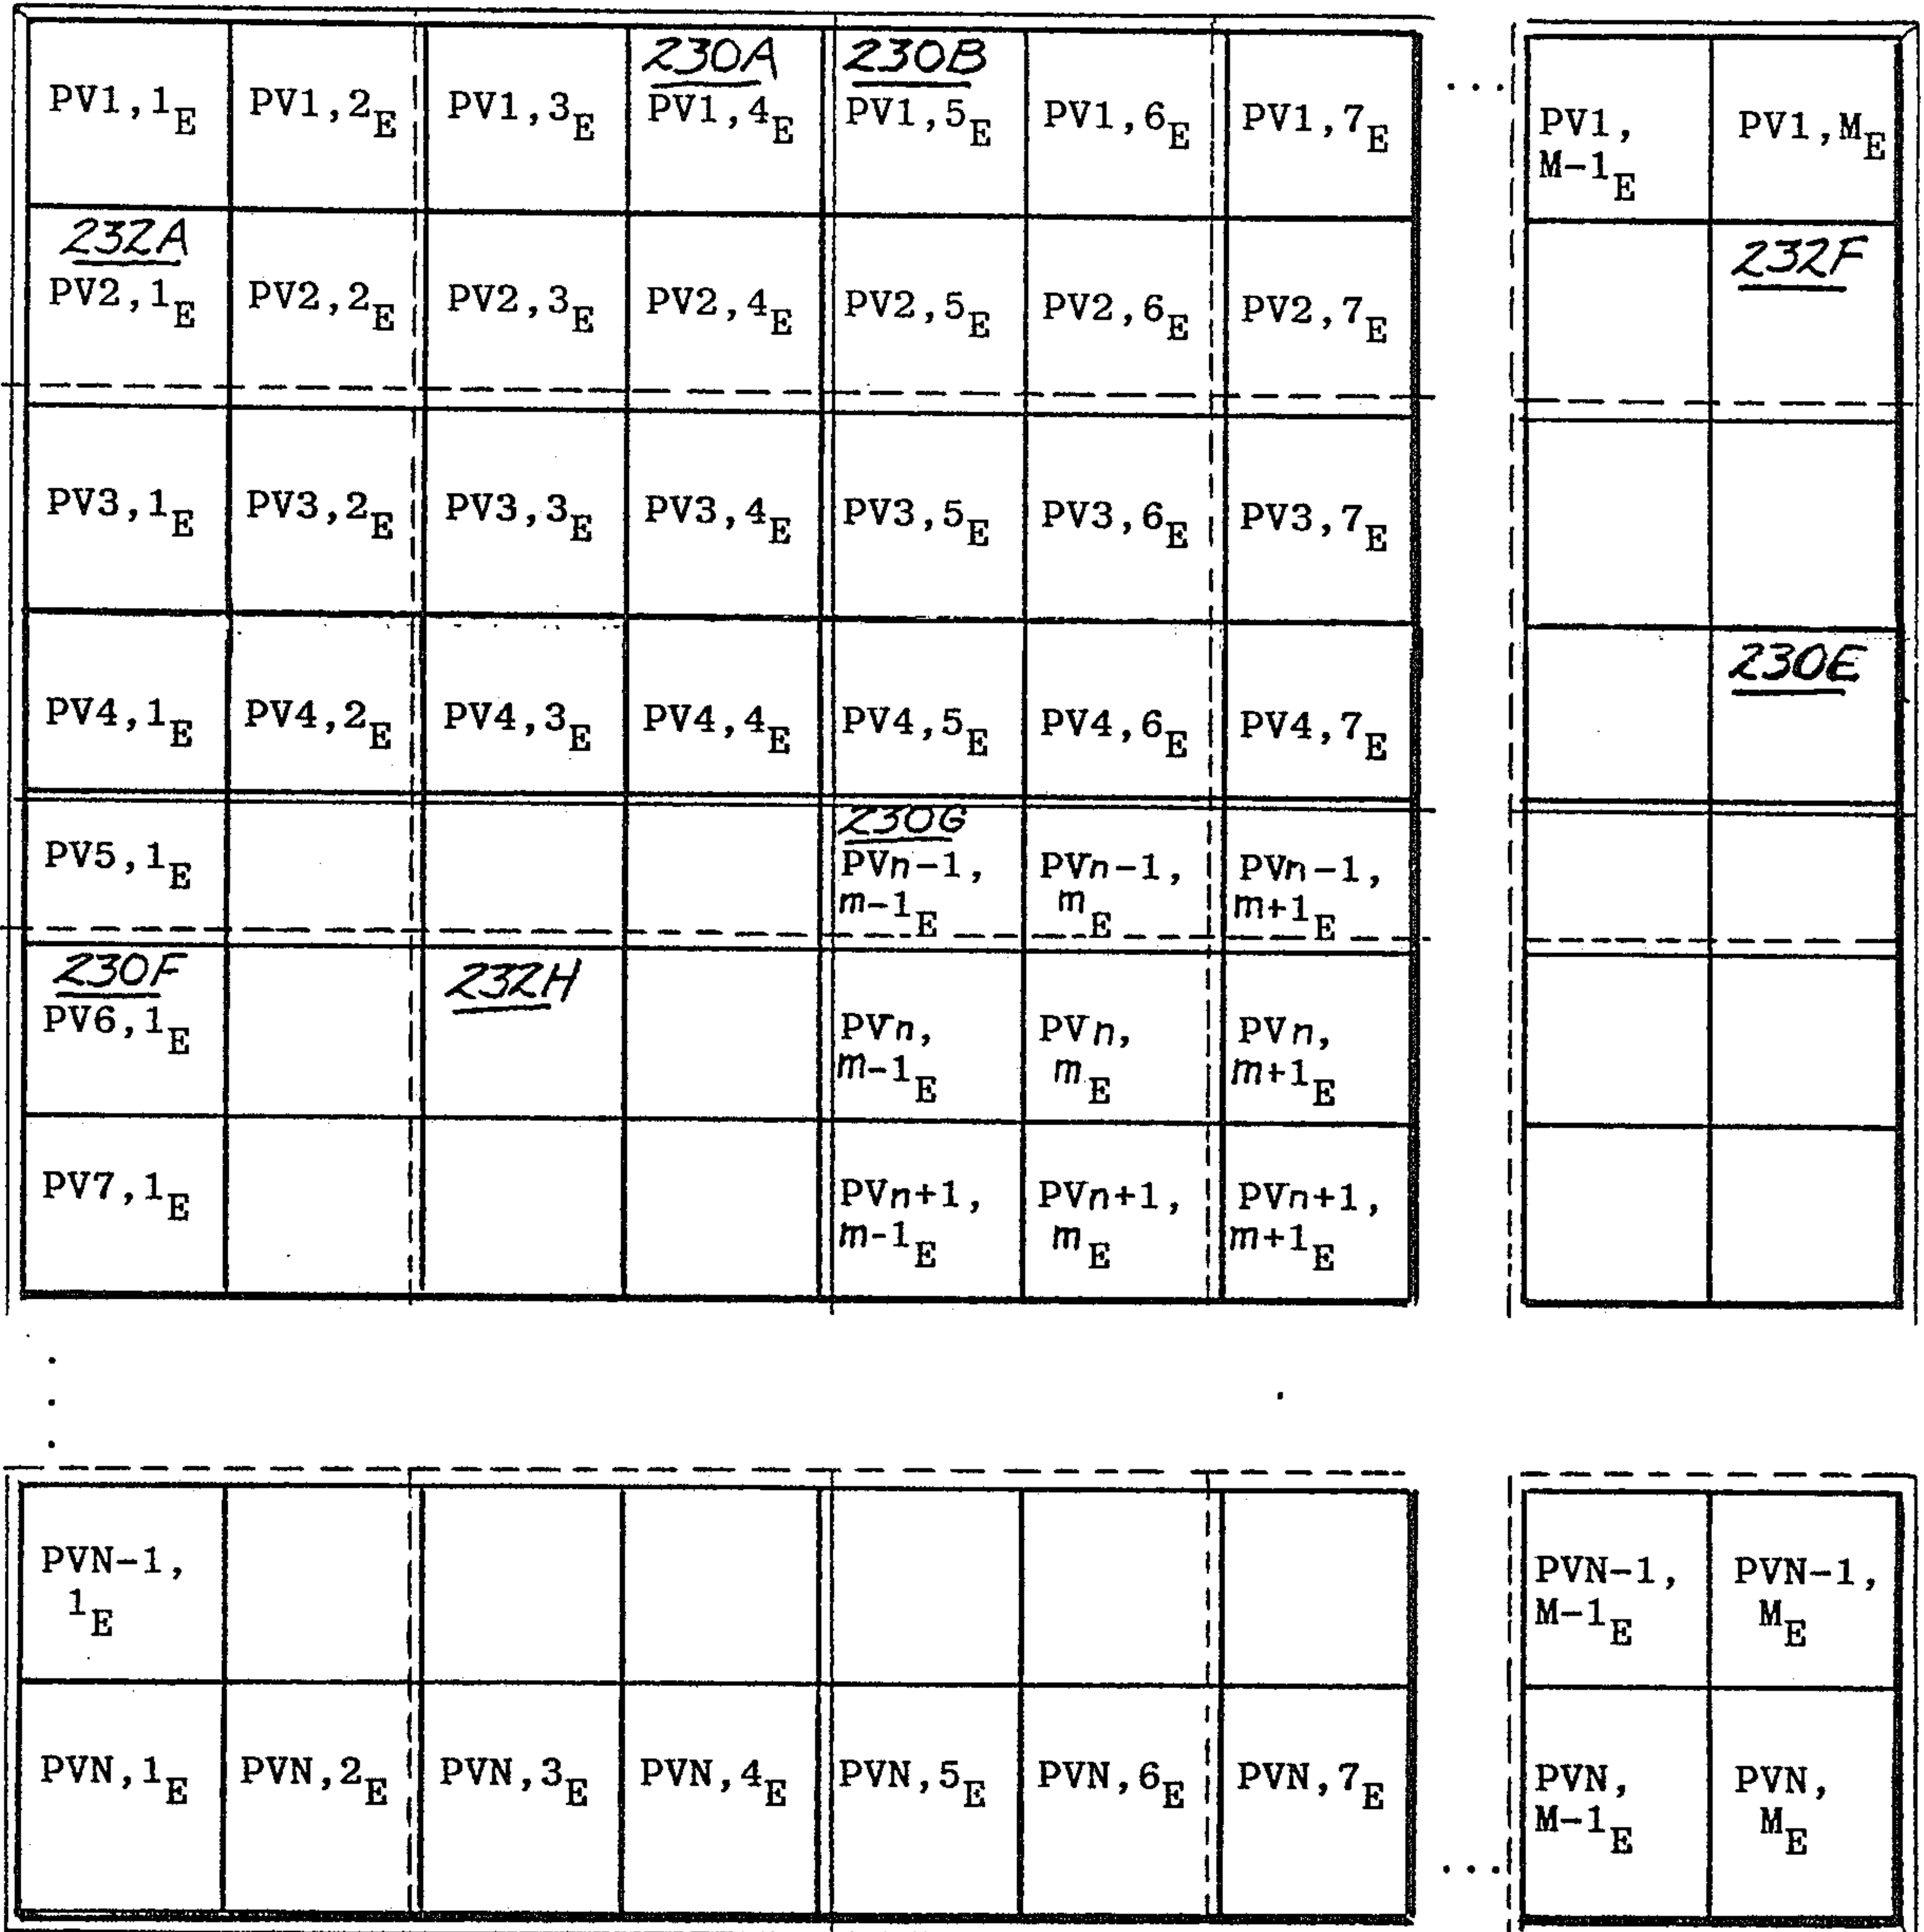 230A 230B
PV1,1E PV1,2E PV1,3E PV1,4E PV1,5E PV1,6E PV1,7E ... PV1, M-1E PV1,ME
232A 232F
PV2,1E PV2,2E PV2,3E PV2,4E PV2,5E PV2,6E PV2,7E
PV3,1E PV3,2E PV3,3E PV3,4E PV3,5E PV3,6E PV3,7E
230E
PV4,1E PV4,2E PV4,3E PV4,4E PV4,5E PV4,6E PV4,7E
230G
PV5,1E PVn-1, PVn-1, PVn-1,
m-1E mE m+1E
230F 232H
PV6,1E PVn, PVn, PVn,
m-1E mE m+1E
PV7,1E PVn+1, PVn+1, PVn+1,
m-1E mE m+1E
PVN-1, PVN-1, PVN-1,
1E M-1E ME
PVN,1E PVN,2E PVN,3E PVN,4E PVN,5E PVN,6E PVN,7E PVN, PVN,
... M-1E ME